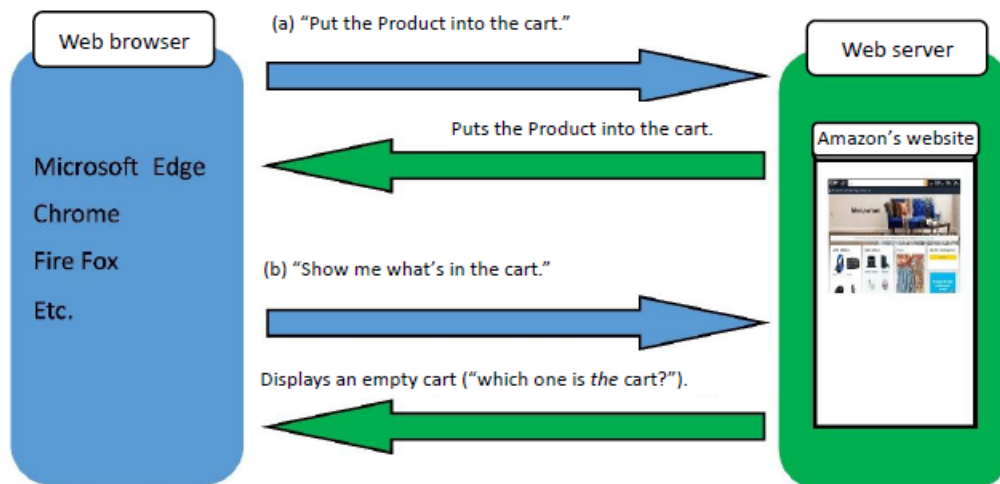 Web browser
(a) “Put the Product into the cart.”
Web server
Puts the Product into the cart.
Amazon’s website
Microsoft Edge
Chrome
Fire Fox
Etc.
(b) “Show me what’s in the cart.”
Displays an empty cart (“which one is the cart?”).